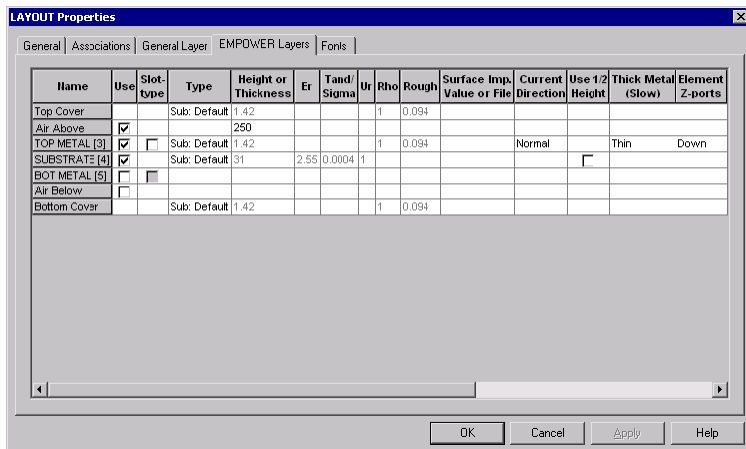 LAYOUT Properties
General Associations General Layer EMPOWER Layers Fonts
Name Use Slot-type Type Height or Thickness Er Tand/Sigma Ur Rho Rough Surface Imp. Value or File Current Direction Use 1/2 Height Thick Metal (Slow) Element Z-ports
Top Cover Sub: Default 1.42 1 0.094
Air Above 250
TOP METAL [3] Sub: Default 1.42 1 0.094 Normal Thin Down
SUBSTRATE [4] Sub: Default 31 2.55 0.0004 1
BOT METAL [5]
Air Below
Bottom Cover Sub: Default 1.42 1 0.094
OK Cancel Apply Help